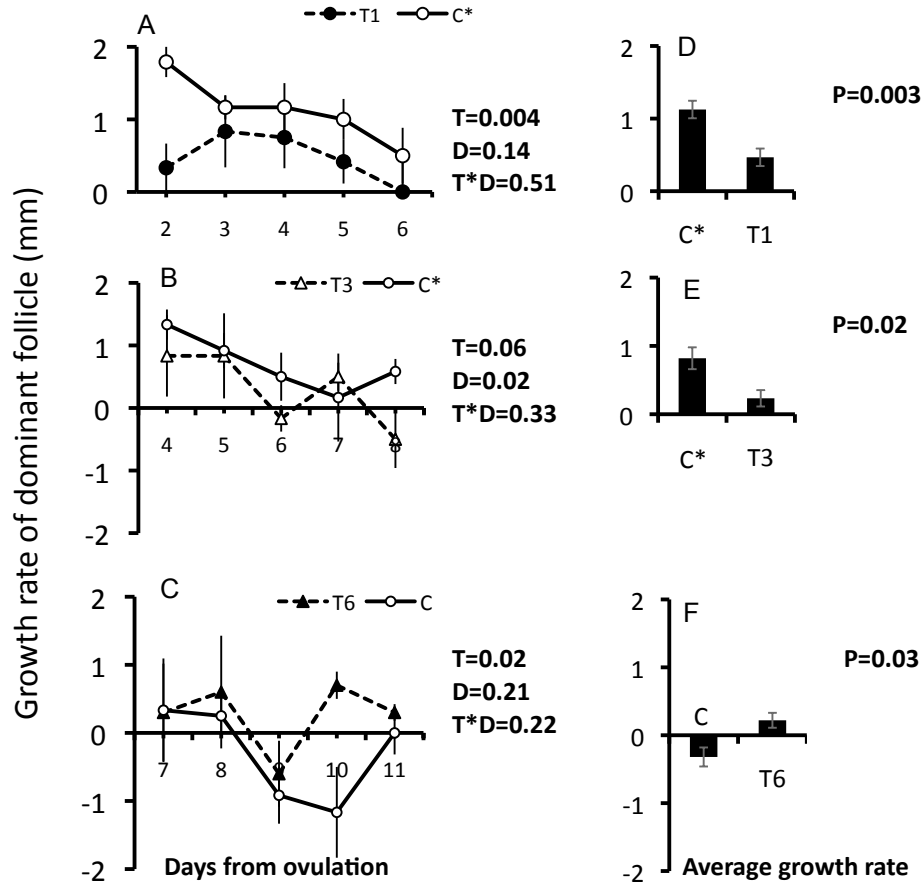 Growth rate of dominant follicle (mm)
A
T1 C*
2
1
0
2 3 4 5 6
T=0.004
D=0.14
T*D=0.51
D
2
1
0
C* T1
P=0.003
B
T3 C*
2
1
0
-1
-2
4 5 6 7
T=0.06
D=0.02
T*D=0.33
E
2
1
0
C* T3
P=0.02
C
T6 C
2
1
0
-1
-2
7 8 10 11
T=0.02
D=0.21
T*D=0.22
Days from ovulation
F
2
1
0
-1
-2
C
T6
P=0.03
Average growth rate